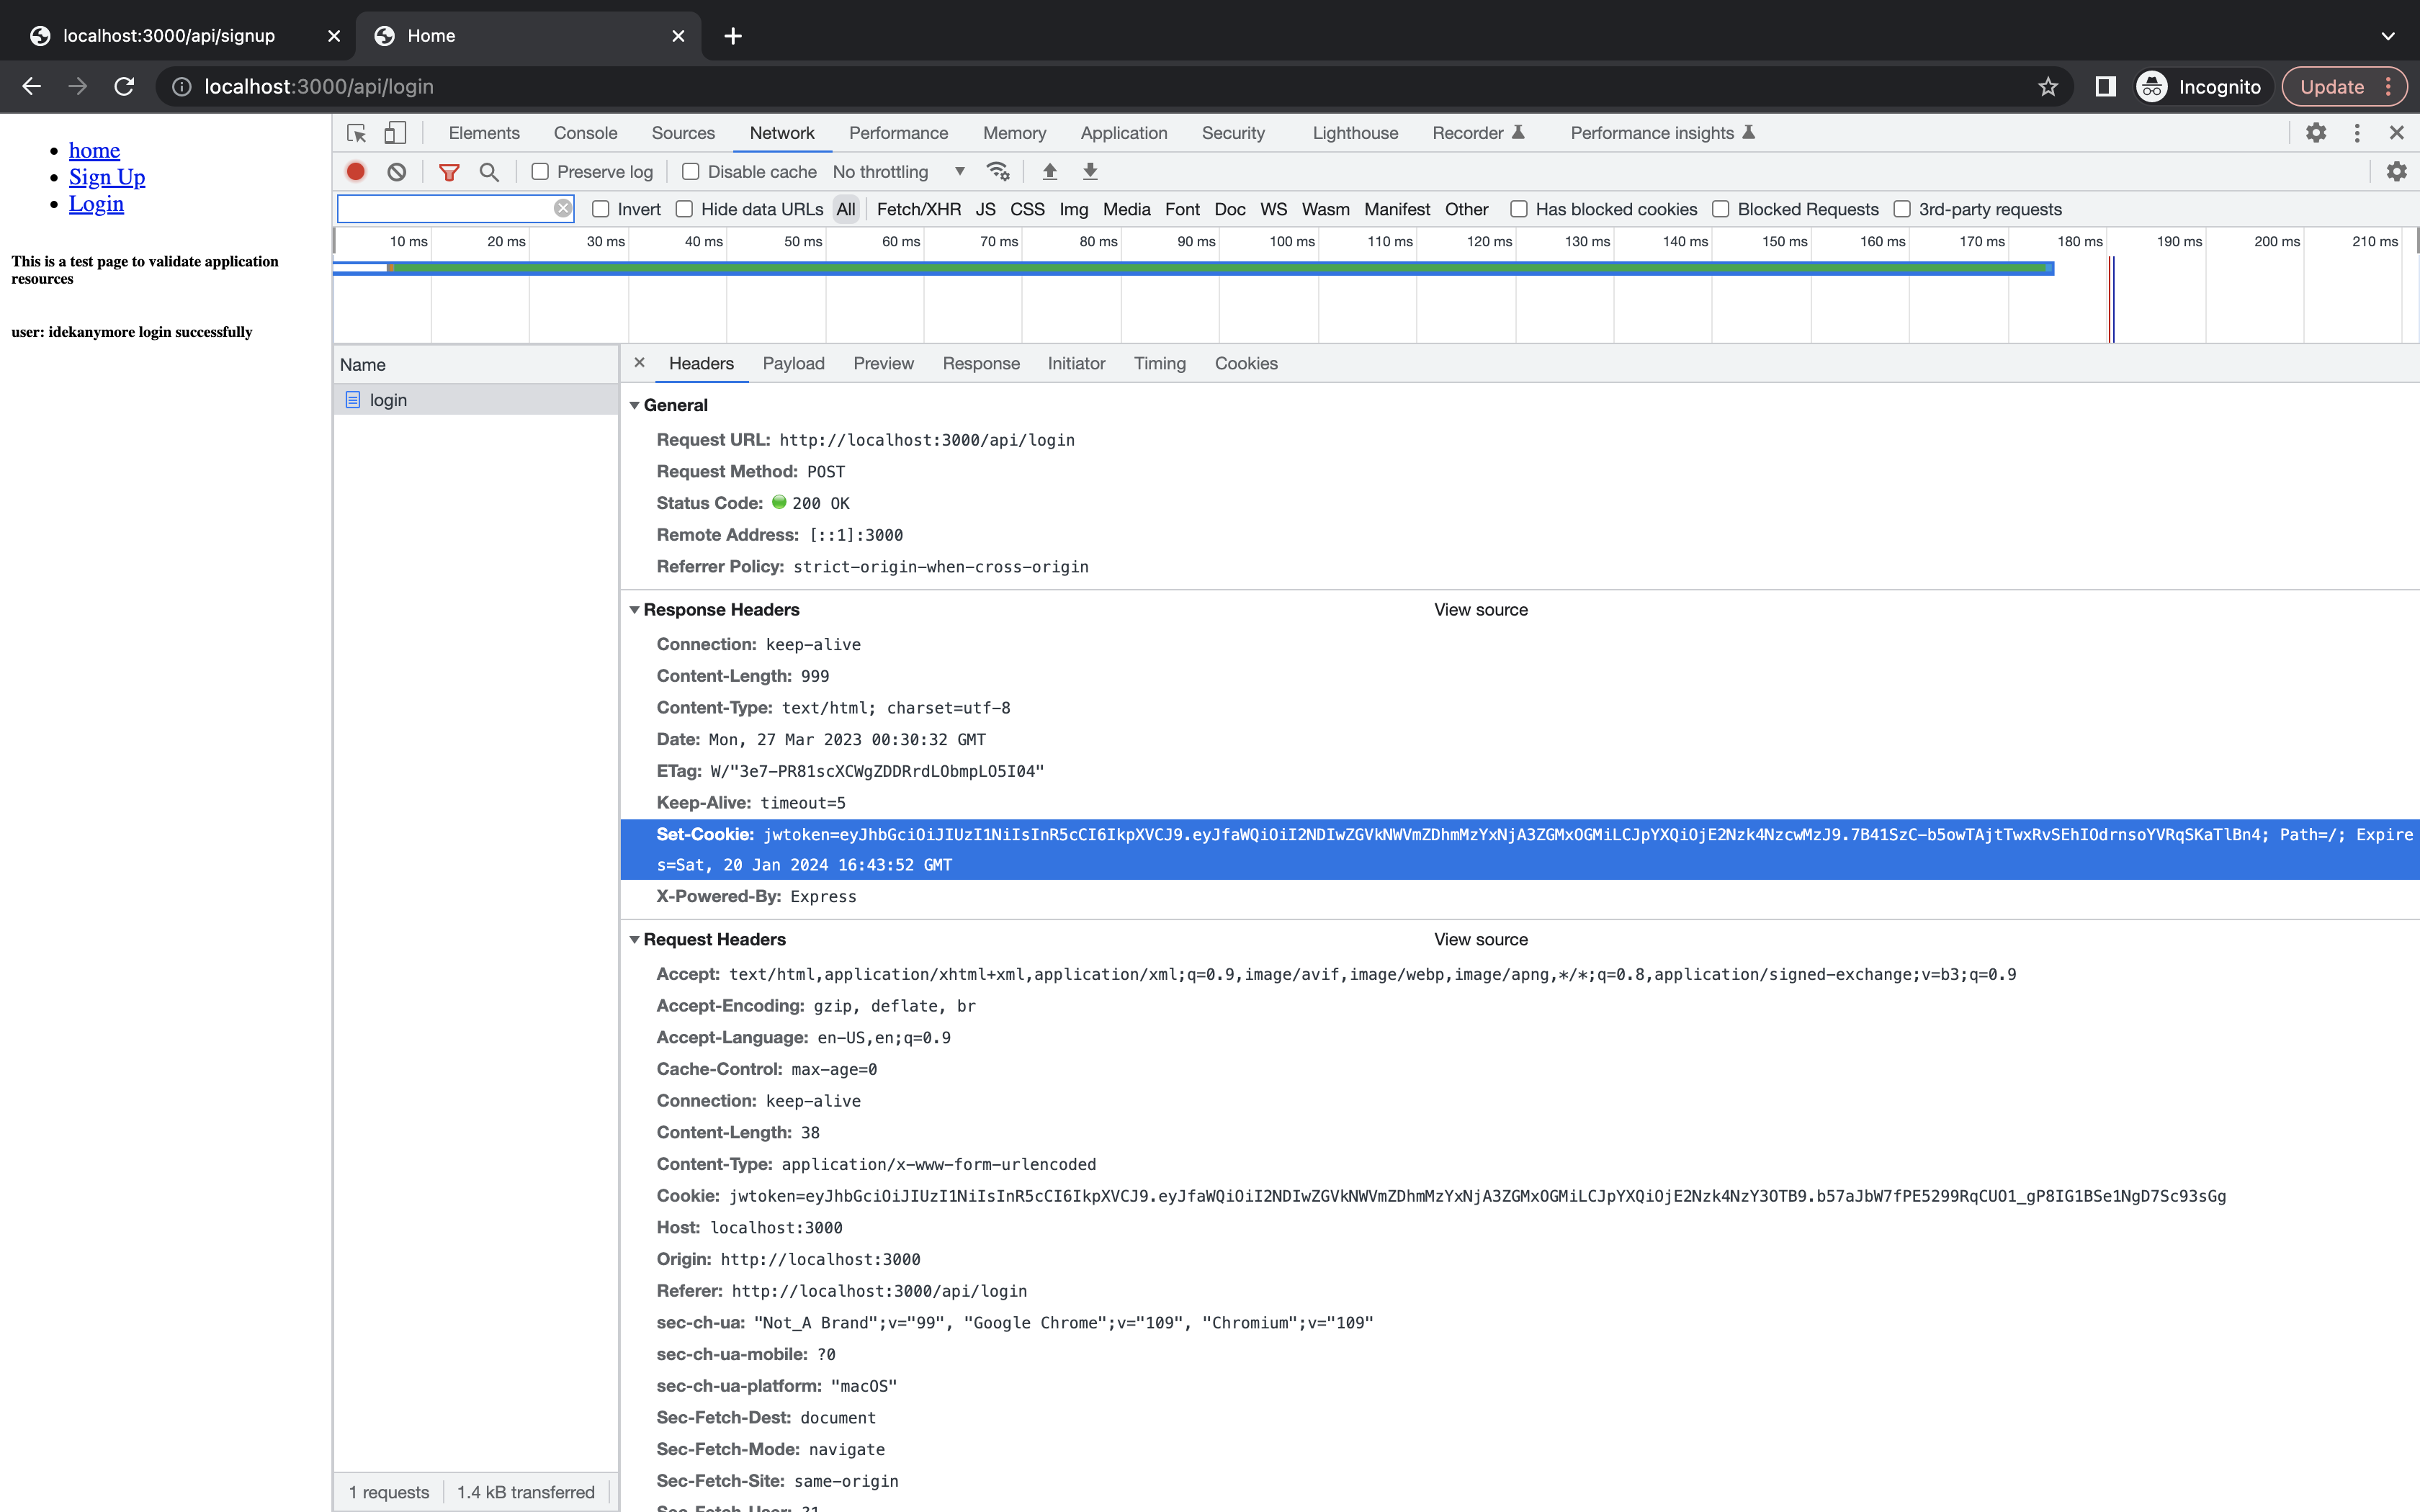 localhost:3000/api/signup
Home
localhost:3000/api/login
Incognito
Update
home
Sign Up
Login
This is a test page to validate application
resources
user: idekanymore login successfully
Elements Console Sources Network Performance Memory Application Security Lighthouse Recorder Performance insights
Preserve log Disable cache No throttling
Invert Hide data URLs All Fetch/XHR JS CSS Img Media Font Doc WS Wasm Manifest Other Has blocked cookies Blocked Requests 3rd-party requests
10 ms 20 ms 30 ms 40 ms 50 ms 60 ms 70 ms 80 ms 90 ms 100 ms 110 ms 120 ms 130 ms 140 ms 150 ms 160 ms 170 ms 180 ms 190 ms 200 ms 210 ms
Name
login
1 requests 1.4 kB transferred
Headers Payload Preview Response Initiator Timing Cookies
General
Request URL: http://localhost:3000/api/login
Request Method: POST
Status Code: 200 OK
Remote Address: [::1]:3000
Referrer Policy: strict-origin-when-cross-origin
Response Headers View source
Connection: keep-alive
Content-Length: 999
Content-Type: text/html; charset=utf-8
Date: Mon, 27 Mar 2023 00:30:32 GMT
ETag: W/"3e7-PR81scXCWgZDDRrdLObmpLO5I04"
Keep-Alive: timeout=5
Set-Cookie: jwtoken=eyJhbGciOiJIUzI1NiIsInR5cCI6IkpXVCJ9.eyJfaWQiOiI2NDIwZGVkNWVmZDhmMzYxNjA3ZGMxOGMiLCJpYXQiOjE2Nzk4NzcwMzJ9.7B41SzC-b5owTAjtTwxRvSEhIOdrnsoYVRqSKaTlBn4; Path=/; Expire
s=Sat, 20 Jan 2024 16:43:52 GMT
X-Powered-By: Express
Request Headers View source
Accept: text/html,application/xhtml+xml,application/xml;q=0.9,image/avif,image/webp,image/apng,*/*;q=0.8,application/signed-exchange;v=b3;q=0.9
Accept-Encoding: gzip, deflate, br
Accept-Language: en-US,en;q=0.9
Cache-Control: max-age=0
Connection: keep-alive
Content-Length: 38
Content-Type: application/x-www-form-urlencoded
Cookie: jwtoken=eyJhbGciOiJIUzI1NiIsInR5cCI6IkpXVCJ9.eyJfaWQiOiI2NDIwZGVkNWVmZDhmMzYxNjA3ZGMxOGMiLCJpYXQiOjE2Nzk4NzY3OTB9.b57aJbW7fPE5299RqCUO1_gP8IG1BSe1NgD7Sc93sGg
Host: localhost:3000
Origin: http://localhost:3000
Referer: http://localhost:3000/api/login
sec-ch-ua: "Not_A Brand";v="99", "Google Chrome";v="109", "Chromium";v="109"
sec-ch-ua-mobile: ?0
sec-ch-ua-platform: "macOS"
Sec-Fetch-Dest: document
Sec-Fetch-Mode: navigate
Sec-Fetch-Site: same-origin
Sec-Fetch-User: ?1